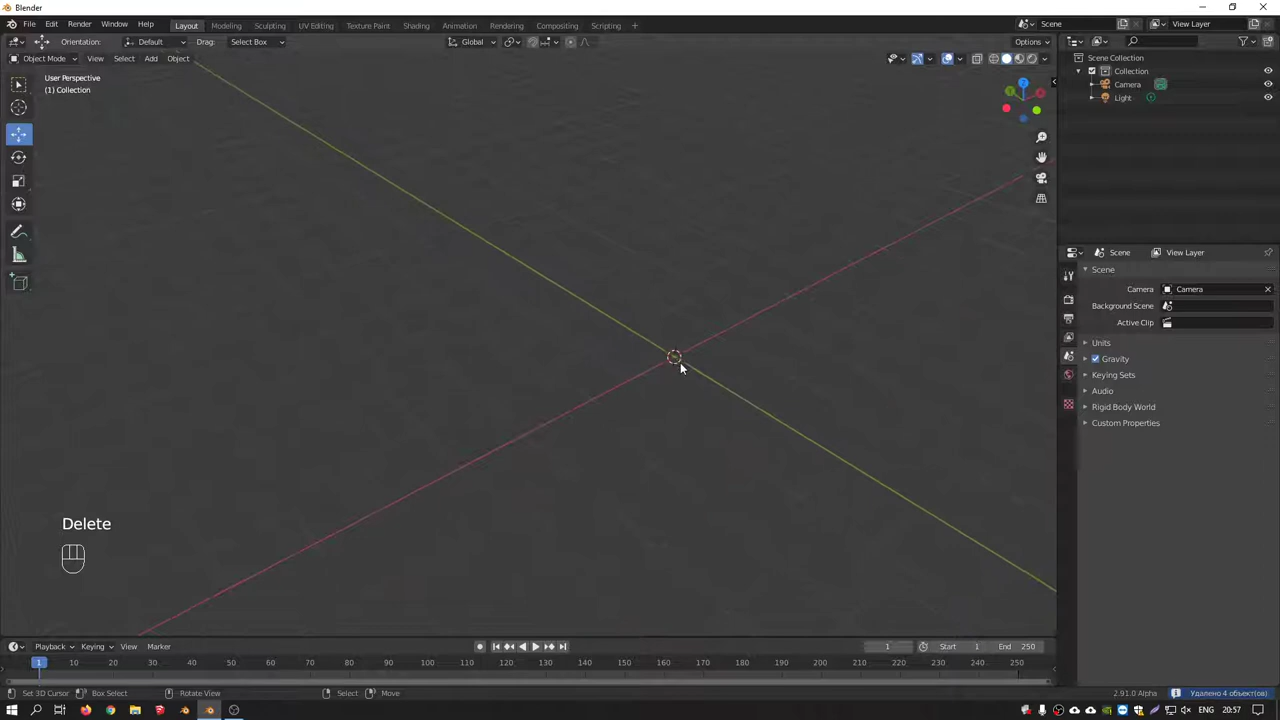 Blender
File Edit Render Window Help
Layout Modeling Sculpting UV Editing Texture Paint Shading Animation Rendering Compositing Scripting +
Scene
View Layer
Orientation: Default Drag: Select Box
Global
Options
Object Mode View Select Add Object
User Perspective
(1) Collection
Scene Collection
Collection
Camera
Light
Scene View Layer
Scene
Camera Camera
Background Scene
Active Clip
Units
Gravity
Keying Sets
Audio
Rigid Body World
Custom Properties
Delete
Playback Keying View Marker
1 Start 1 End 250
1 10 20 30 40 50 60 70 80 90 100 110 120 130 140 150 160 170 180 190 200 210 220 230 240 250
Set 3D Cursor Box Select Rotate View Select Move
2.91.0 Alpha Удалено 4 объект(ов)
ENG 20:57